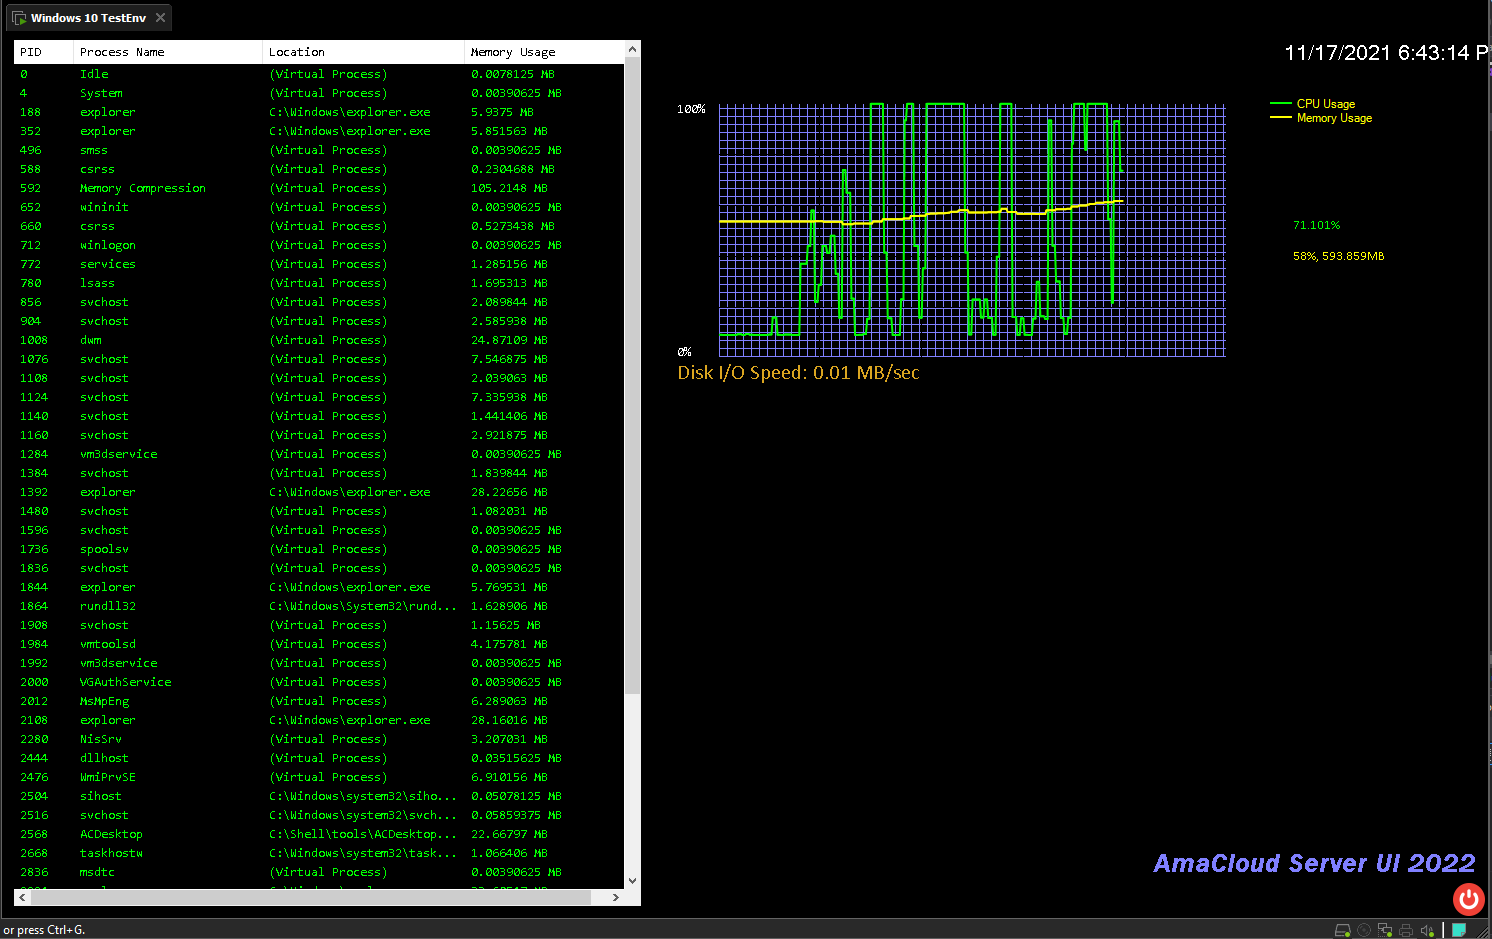 Windows 10 TestEnv
PID Process Name Location Memory Usage
0 Idle (Virtual Process) 0.0078125 MB
4 System (Virtual Process) 0.00390625 MB
188 explorer C:\Windows\explorer.exe 5.9375 MB
352 explorer C:\Windows\explorer.exe 5.851563 MB
496 smss (Virtual Process) 0.00390625 MB
588 csrss (Virtual Process) 0.2304688 MB
592 Memory Compression (Virtual Process) 105.2148 MB
652 wininit (Virtual Process) 0.00390625 MB
660 csrss (Virtual Process) 0.5273438 MB
712 winlogon (Virtual Process) 0.00390625 MB
772 services (Virtual Process) 1.285156 MB
780 lsass (Virtual Process) 1.695313 MB
856 svchost (Virtual Process) 2.089844 MB
904 svchost (Virtual Process) 2.585938 MB
1008 dwm (Virtual Process) 24.87109 MB
1076 svchost (Virtual Process) 7.546875 MB
1108 svchost (Virtual Process) 2.039063 MB
1124 svchost (Virtual Process) 7.335938 MB
1140 svchost (Virtual Process) 1.441406 MB
1160 svchost (Virtual Process) 2.921875 MB
1284 vm3dservice (Virtual Process) 0.00390625 MB
1384 svchost (Virtual Process) 1.839844 MB
1392 explorer C:\Windows\explorer.exe 28.22656 MB
1480 svchost (Virtual Process) 1.082031 MB
1596 svchost (Virtual Process) 0.00390625 MB
1736 spoolsv (Virtual Process) 0.00390625 MB
1836 svchost (Virtual Process) 0.00390625 MB
1844 explorer C:\Windows\explorer.exe 5.769531 MB
1864 rundll32 C:\Windows\System32\rund... 1.628906 MB
1908 svchost (Virtual Process) 1.15625 MB
1984 vmtoolsd (Virtual Process) 4.175781 MB
1992 vm3dservice (Virtual Process) 0.00390625 MB
2000 VGAuthService (Virtual Process) 0.00390625 MB
2012 MsMpEng (Virtual Process) 6.289063 MB
2108 explorer C:\Windows\explorer.exe 28.16016 MB
2280 NisSrv (Virtual Process) 3.207031 MB
2444 dllhost (Virtual Process) 0.03515625 MB
2476 WmiPrvSE (Virtual Process) 6.910156 MB
2504 sihost C:\Windows\system32\siho... 0.05078125 MB
2516 svchost C:\Windows\system32\svch... 0.05859375 MB
2568 ACDesktop C:\Shell\tools\ACDesktop... 22.66797 MB
2668 taskhostw C:\Windows\system32\task... 1.066406 MB
2836 msdtc (Virtual Process) 0.00390625 MB
11/17/2021 6:43:14 P
100%
0%
CPU Usage
Memory Usage
71.101%
58%, 593.859MB
Disk I/O Speed: 0.01 MB/sec
AmaCloud Server UI 2022
or press Ctrl+G.